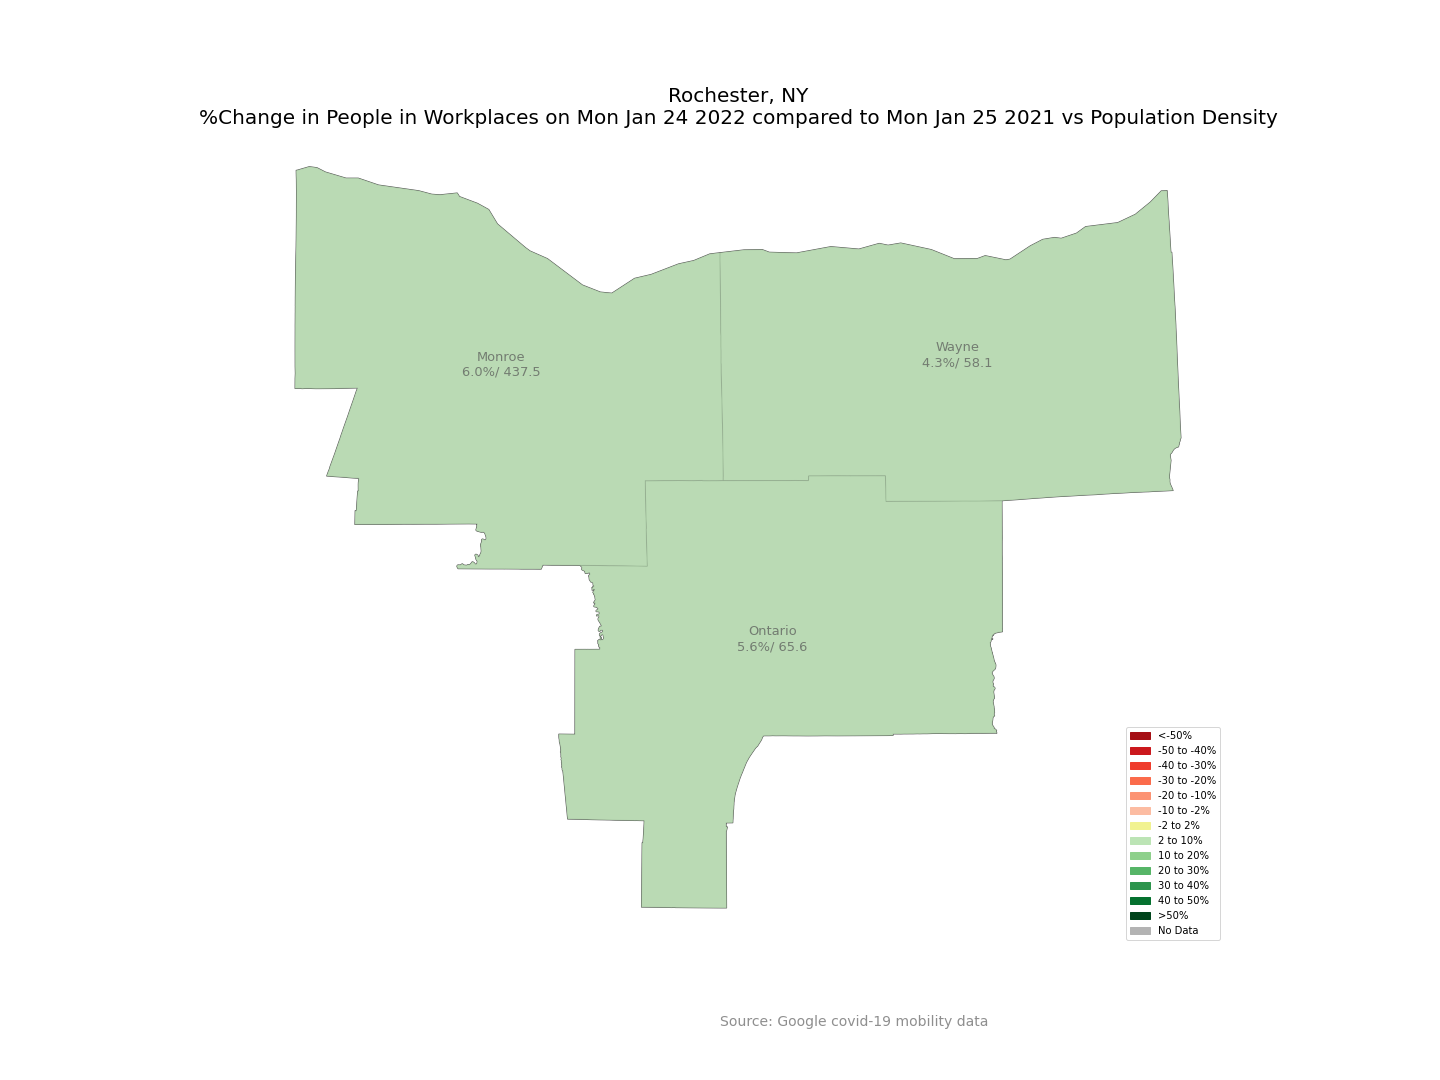 Rochester, NY
%Change in People in Workplaces on Mon Jan 24 2022 compared to Mon Jan 25 2021 vs Population Density
Wayne
4.3%/ 58.1
Monroe
6.0%/ 437.5
Ontario
5.6%/ 65.6
<-50%
-50 to -40%
-40 to -30%
-30 to -20%
-20 to -10%
-10 to -2%
-2 to 2%
2 to 10%
10 to 20%
20 to 30%
30 to 40%
40 to 50%
>50%
No Data
Source: Google covid-19 mobility data